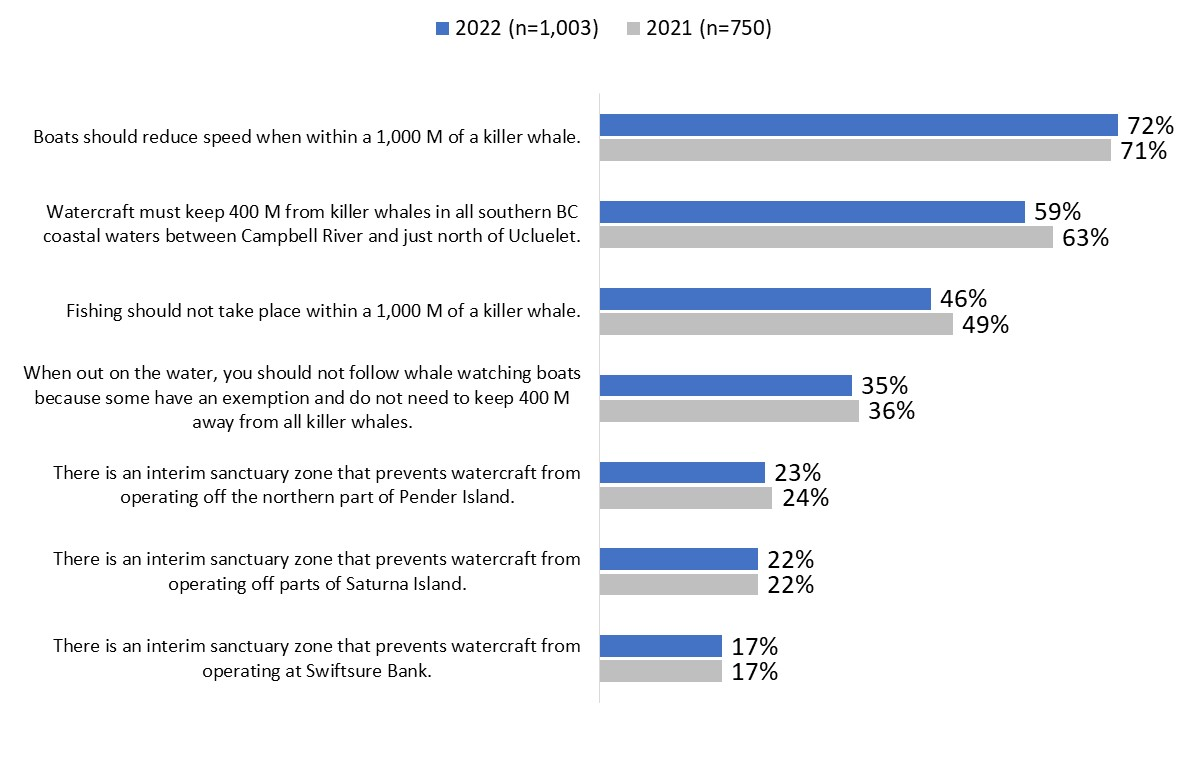 2022 (n=1,003) 2021 (n=750)
Boats should reduce speed when within a 1,000 M of a killer whale.
72%
71%
Watercraft must keep 400 M from killer whales in all southern BC
coastal waters between Campbell River and just north of Ucluelet.
59%
63%
Fishing should not take place within a 1,000 M of a killer whale.
46%
49%
When out on the water, you should not follow whale watching boats
because some have an exemption and do not need to keep 400 M
away from all killer whales.
35%
36%
There is an interim sanctuary zone that prevents watercraft from
operating off the northern part of Pender Island.
23%
24%
There is an interim sanctuary zone that prevents watercraft from
operating off parts of Saturna Island.
22%
22%
There is an interim sanctuary zone that prevents watercraft from
operating at Swiftsure Bank.
17%
17%